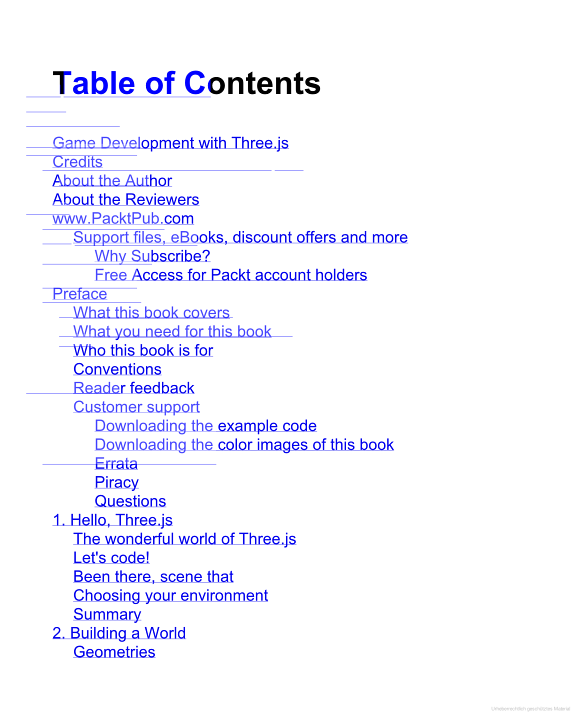 Table of Contents
Game Development with Three.js
Credits
About the Author
About the Reviewers
www.PacktPub.com
Support files, eBooks, discount offers and more
Why Subscribe?
Free Access for Packt account holders
Preface
What this book covers
What you need for this book
Who this book is for
Conventions
Reader feedback
Customer support
Downloading the example code
Downloading the color images of this book
Errata
Piracy
Questions
1. Hello, Three.js
The wonderful world of Three.js
Let's code!
Been there, scene that
Choosing your environment
Summary
2. Building a World
Geometries
Urheberrechtlich geschütztes Material